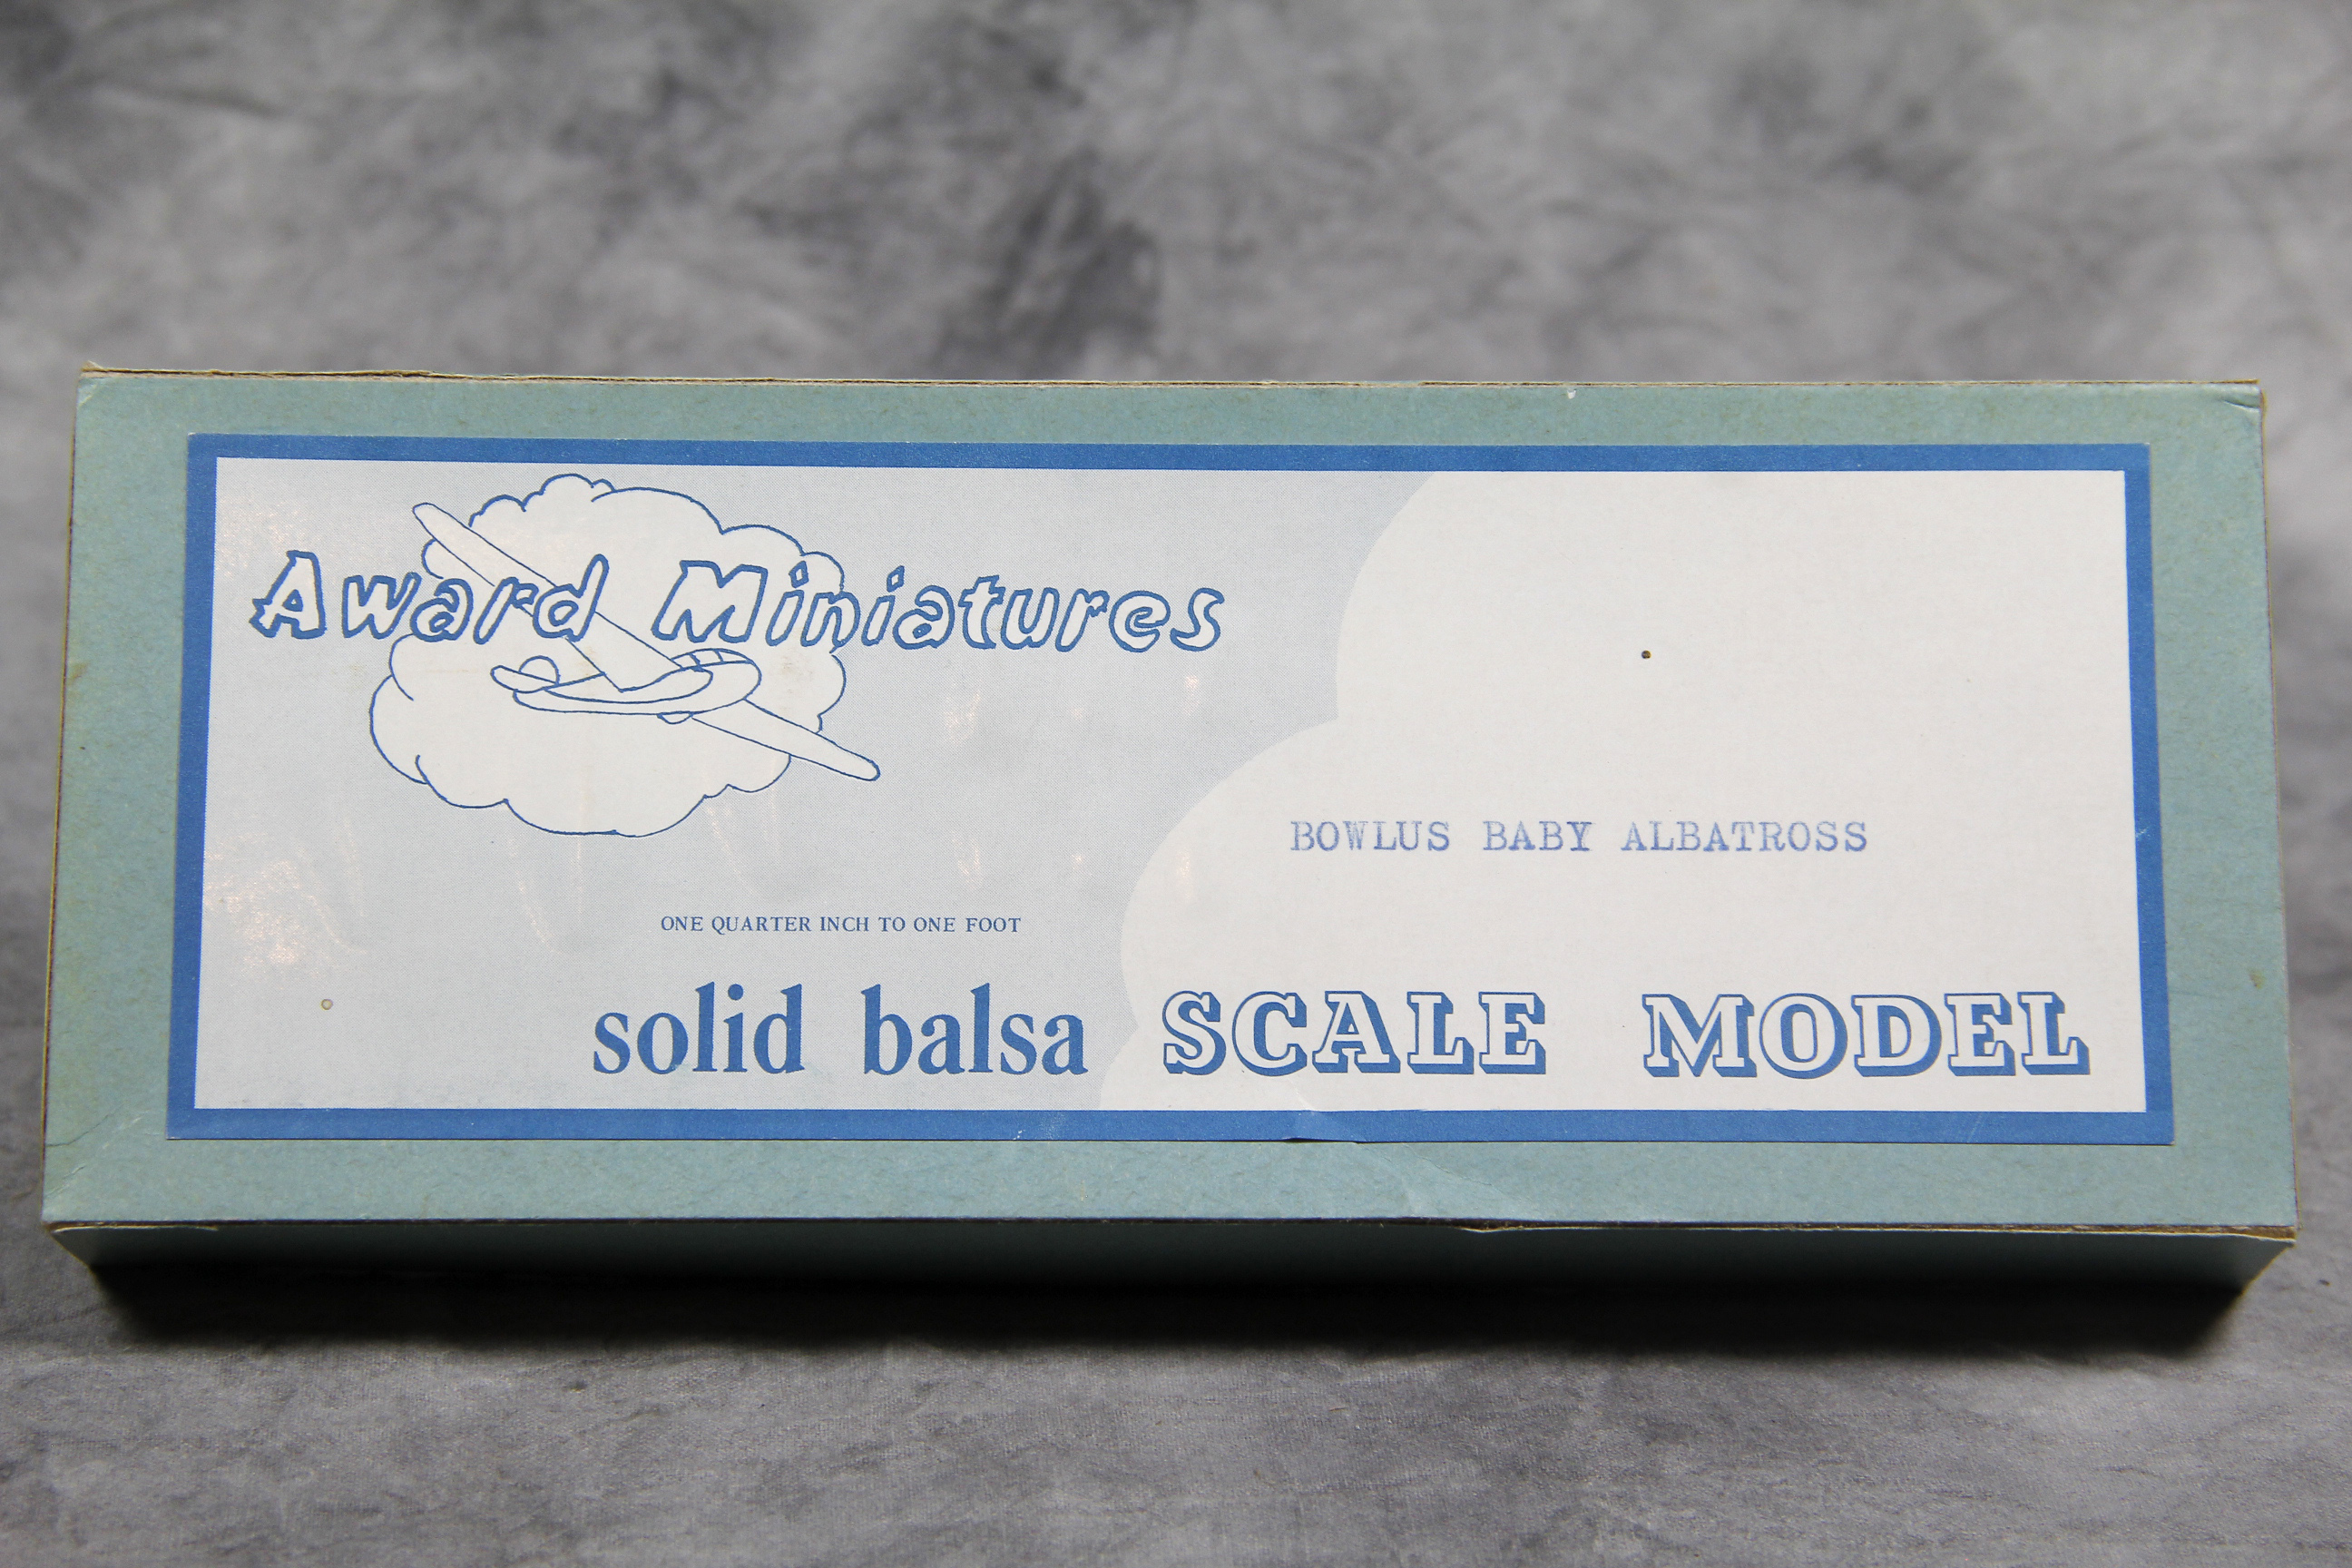 Award Miniatures
BOWLUS BABY ALBATROSS
ONE QUARTER INCH TO ONE FOOT
solid balsa SCALE MODEL